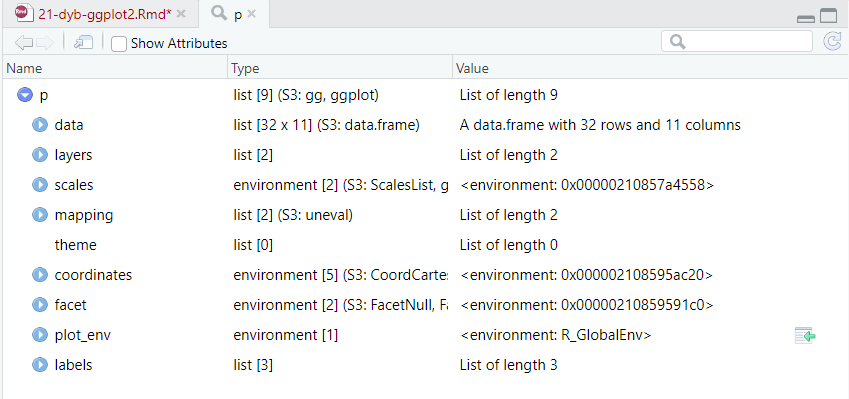 Rmd 21-dyb-ggplot2.Rmd* × p ×
Show Attributes
Name Type Value
p list [9] (S3: gg, ggplot) List of length 9
data list [32 x 11] (S3: data.frame) A data.frame with 32 rows and 11 columns
layers list [2] List of length 2
scales environment [2] (S3: ScalesList, g <environment: 0x00000210857a4558>
mapping list [2] (S3: uneval) List of length 2
theme list [0] List of length 0
coordinates environment [5] (S3: CoordCartes <environment: 0x000002108595ac20>
facet environment [2] (S3: FacetNull, Fa <environment: 0x00000210859591c0>
plot_env environment [1] <environment: R_GlobalEnv>
labels list [3] List of length 3